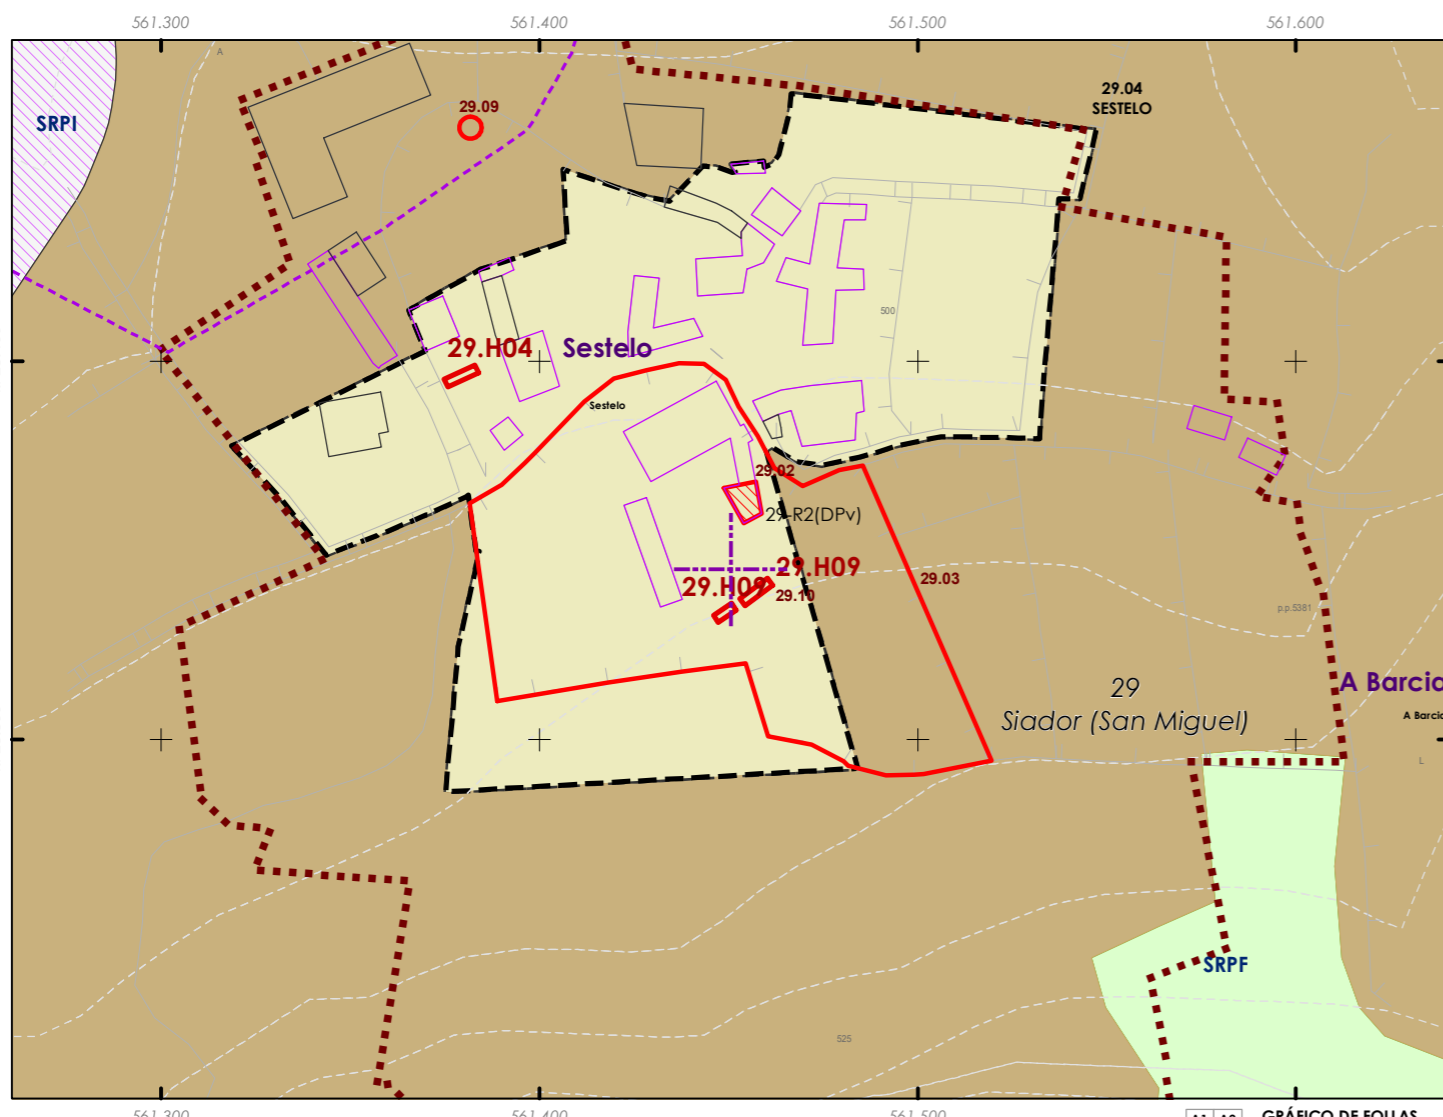 561.300
561.400
561.500
561.600
A
29.09
29.04
SESTELO
SRPI
500
29.H04
Sestelo
Sestelo
29.02
29-R2(DPv)
29.H09
29.H09
29.10
29.03
p.p.5381
29
Siador (San Miguel)
A Barcia
A Barcia
L
SRPF
525
561.300
561.400
561.500
A1 A2
GRÁFICO DE FOLLAS